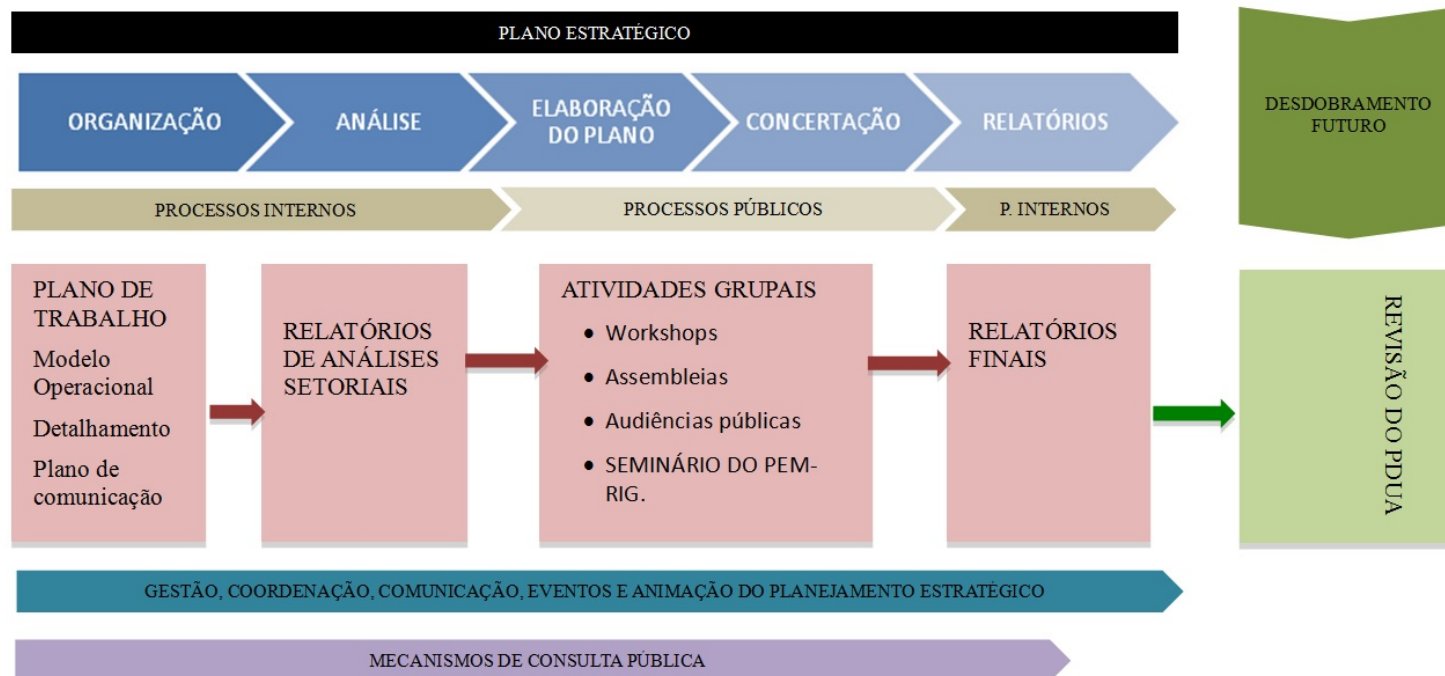 PLANO ESTRATÉGICO
ORGANIZAÇÃO
ANÁLISE
ELABORAÇÃO
DO PLANO
CONCERTAÇÃO
RELATÓRIOS
DESDOBRAMENTO
FUTURO
PROCESSOS INTERNOS
PROCESSOS PÚBLICOS
P. INTERNOS
PLANO DE
TRABALHO
Modelo
Operacional
Detalhamento
Plano de
comunicação
RELATÓRIOS
DE ANÁLISES
SETORIAIS
ATIVIDADES GRUPAIS
• Workshops
• Assembleias
• Audiências públicas
• SEMINÁRIO DO PEM-
RIG.
RELATÓRIOS
FINAIS
REVISÃO DO PDUA
GESTÃO, COORDENAÇÃO, COMUNICAÇÃO, EVENTOS E ANIMAÇÃO DO PLANEJAMENTO ESTRATÉGICO
MECANISMOS DE CONSULTA PÚBLICA